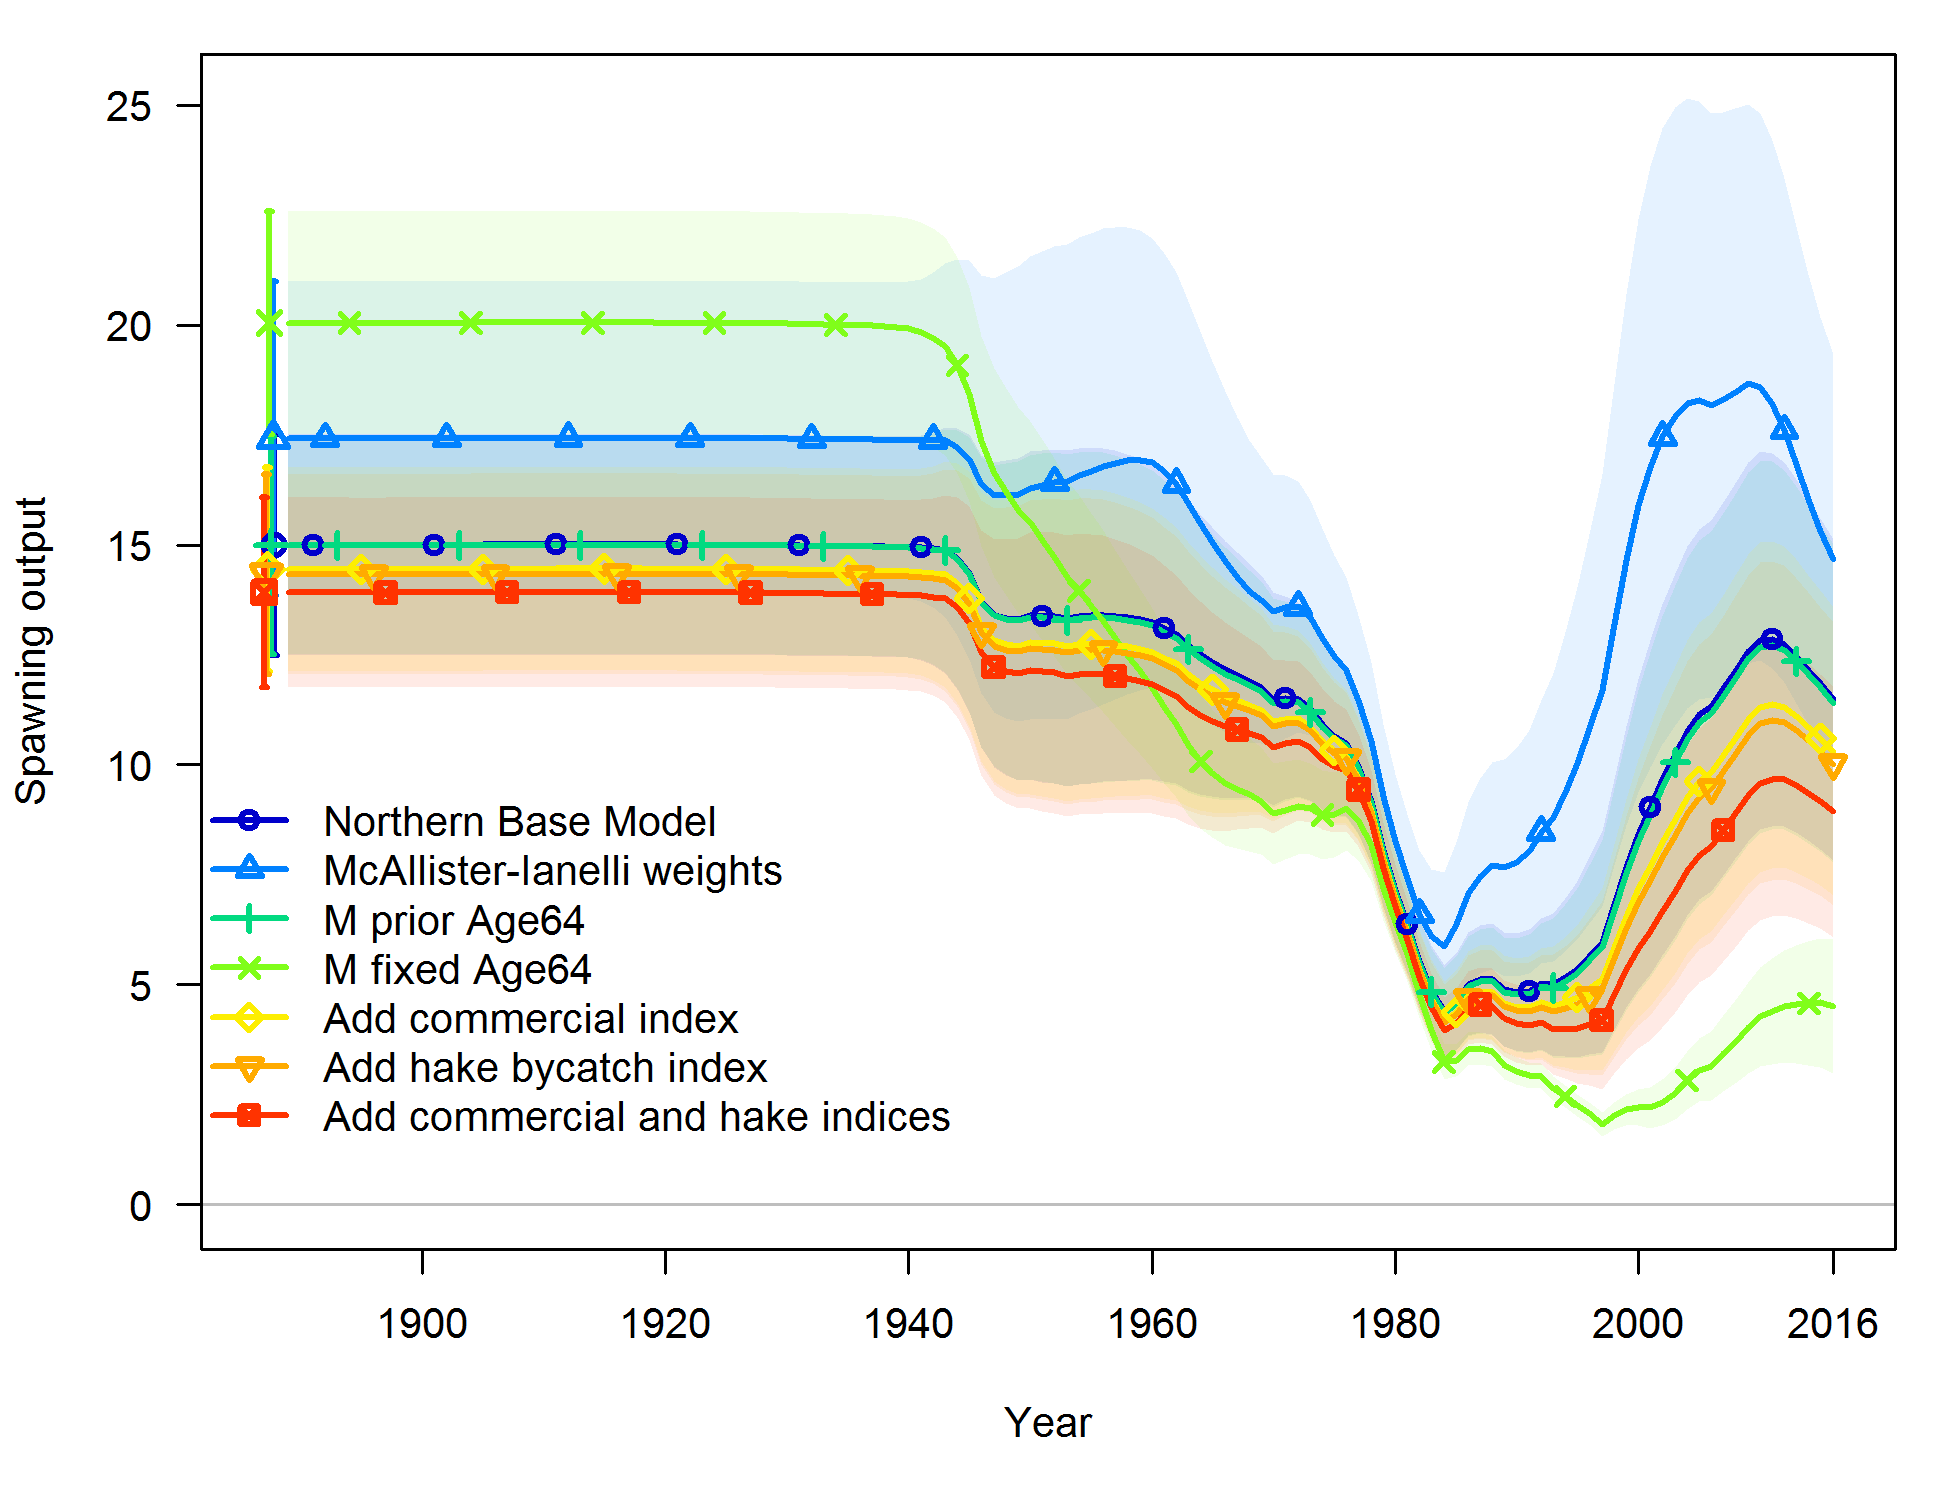 25
20
15
10
5
0
Spawning output
Northern Base Model
McAllister-Ianelli weights
M prior Age64
M fixed Age64
Add commercial index
Add hake bycatch index
Add commercial and hake indices
1900 1920 1940 1960 1980 2000 2016
Year